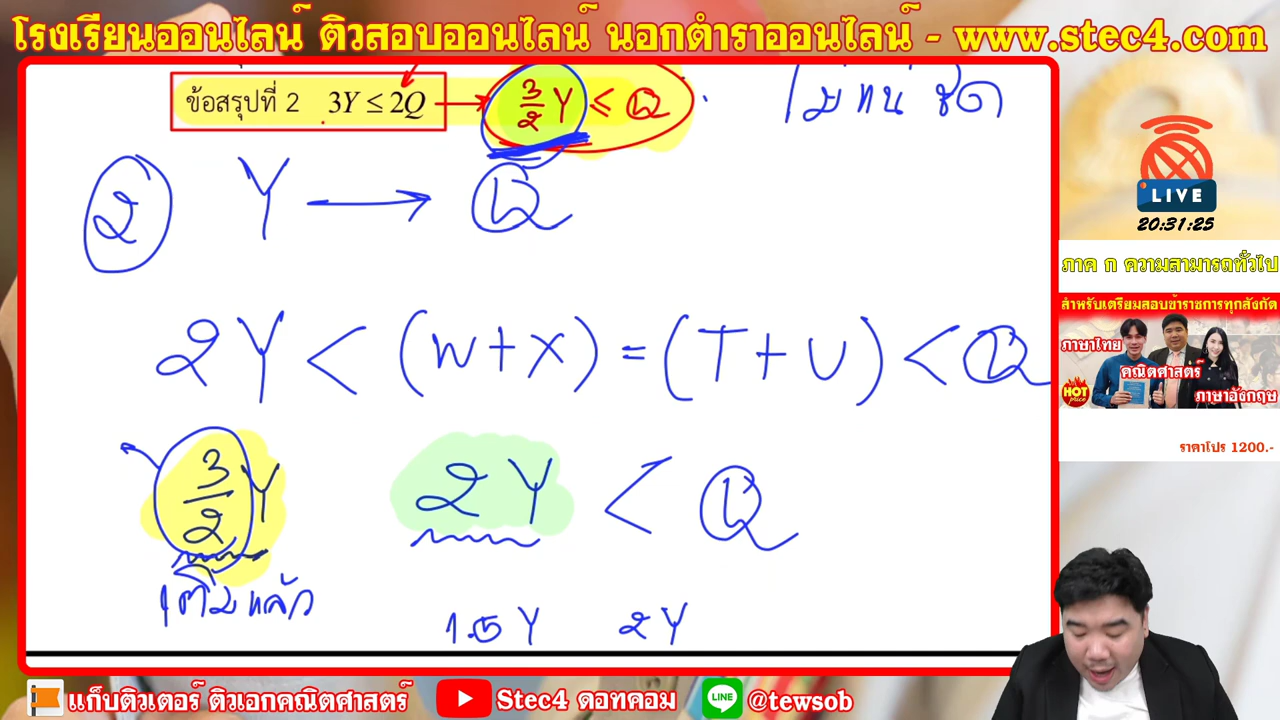 โรงเรียนออนไลน์ ติวสอบออนไลน์ นอกตำราออนไลน์ - www.stec4.com
ข้อสรุปที่ 2 3Y ≤ 2Q → 3/2 Y ≤ Q ไม่แน่ชัด
2 Y → Q
2Y < (W+X) = (T+U) < Q
3/2 Y 2Y < Q
เต็มแล้ว
1.5Y 2Y
LIVE
20:31:25
ภาค ก ความสามารถทั่วไป
สำหรับเตรียมสอบข้าราชการทุกสังกัด
ภาษาไทย
คณิตศาสตร์
HOT
price
ภาษาอังกฤษ
ราคาโปร 1200.-
แก็บติวเตอร์ ติวเอกคณิตศาสตร์ Stec4 ดอทคอม LINE @tewsob